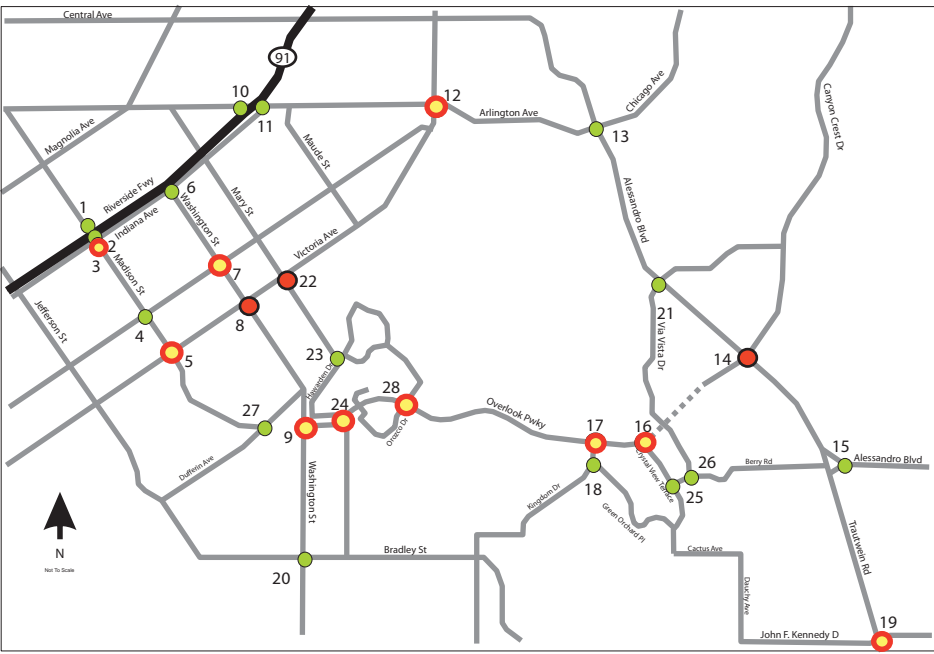 Central Ave
91
10
12
11
Arlington Ave
Chicago Ave
13
Canyon Crest Dr
Magnolia Ave
Maude St
Riverside Fwy
6
Washington St
Mary St
Alessandro Blvd
1
Indiana Ave
2
3
Madison St
Victoria Ave
7
22
21
Jefferson St
4
8
Via Vista Dr
5
23
14
Hawarden Dr
28
24
Overlook Pwky
27
9
Orozco Dr
17
16
15
Alessandro Blvd
Dufferin Ave
Washington St
Crystal View Terrace
26
Berry Rd
18
25
Kingdom Dr
Green Orchard Pl
N
Not To Scale
Bradley St
20
Cactus Ave
Trautwein Rd
Dauchy Ave
19
John F. Kennedy D